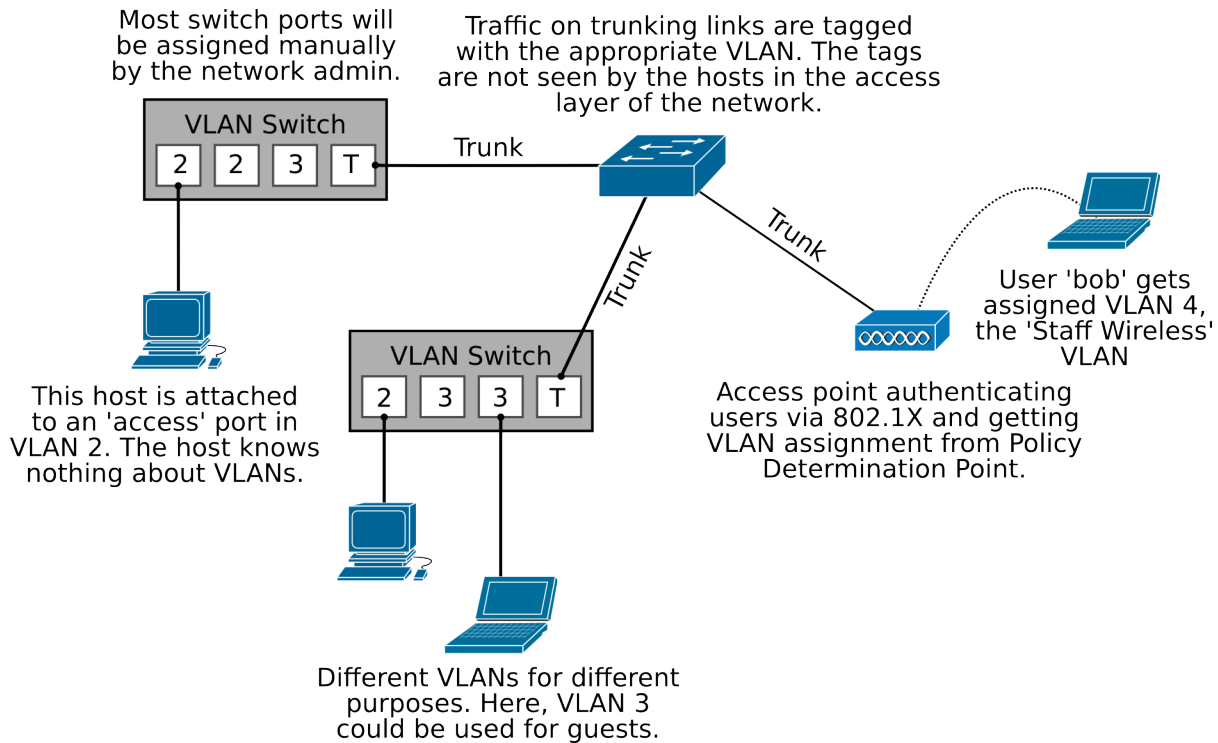 Most switch ports will
be assigned manually
by the network admin.
Traffic on trunking links are tagged
with the appropriate VLAN. The tags
are not seen by the hosts in the access
layer of the network.
VLAN Switch
2 2 3 T
Trunk
Trunk
Trunk
User 'bob' gets
assigned VLAN 4,
the 'Staff Wireless'
VLAN
VLAN Switch
2 3 3 T
This host is attached
to an 'access' port in
VLAN 2. The host knows
nothing about VLANs.
Access point authenticating
users via 802.1X and getting
VLAN assignment from Policy
Determination Point.
Different VLANs for different
purposes. Here, VLAN 3
could be used for guests.